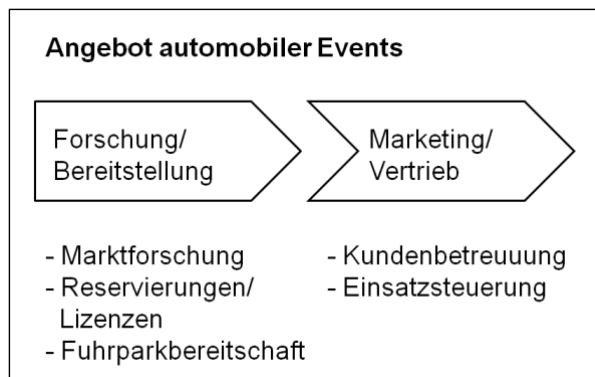 Angebot automobiler Events
Forschung/
Bereitstellung
Marketing/
Vertrieb
- Marktforschung
- Reservierungen/
Lizenzen
- Fuhrparkbereitschaft
- Kundenbetreuuung
- Einsatzsteuerung